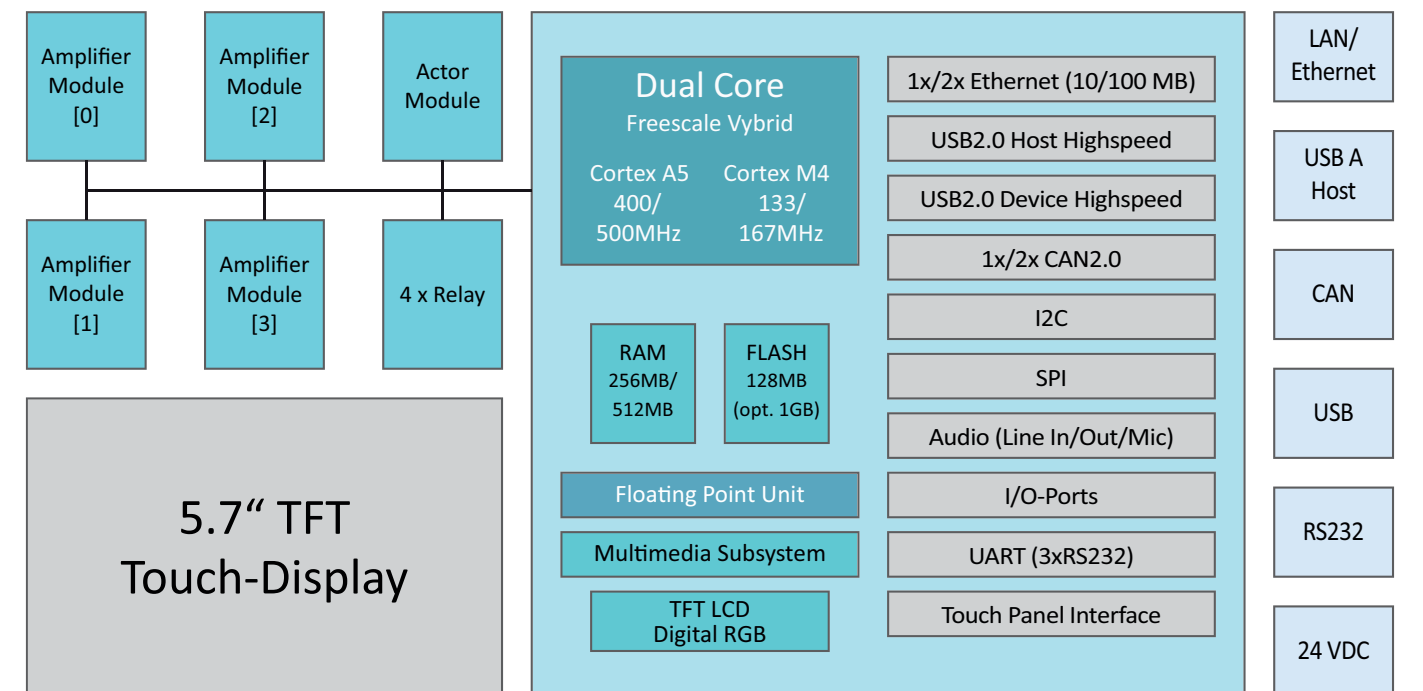 Amplifier
Module
[0]
Amplifier
Module
[2]
Actor
Module
Amplifier
Module
[1]
Amplifier
Module
[3]
4 x Relay
5.7“ TFT
Touch-Display
Dual Core
Freescale Vybrid
Cortex A5
400/
500MHz
Cortex M4
133/
167MHz
RAM
256MB/
512MB
FLASH
128MB
(opt. 1GB)
Floating Point Unit
Multimedia Subsystem
TFT LCD
Digital RGB
1x/2x Ethernet (10/100 MB)
USB2.0 Host Highspeed
USB2.0 Device Highspeed
1x/2x CAN2.0
I2C
SPI
Audio (Line In/Out/Mic)
I/O-Ports
UART (3xRS232)
Touch Panel Interface
LAN/
Ethernet
USB A
Host
CAN
USB
RS232
24 VDC